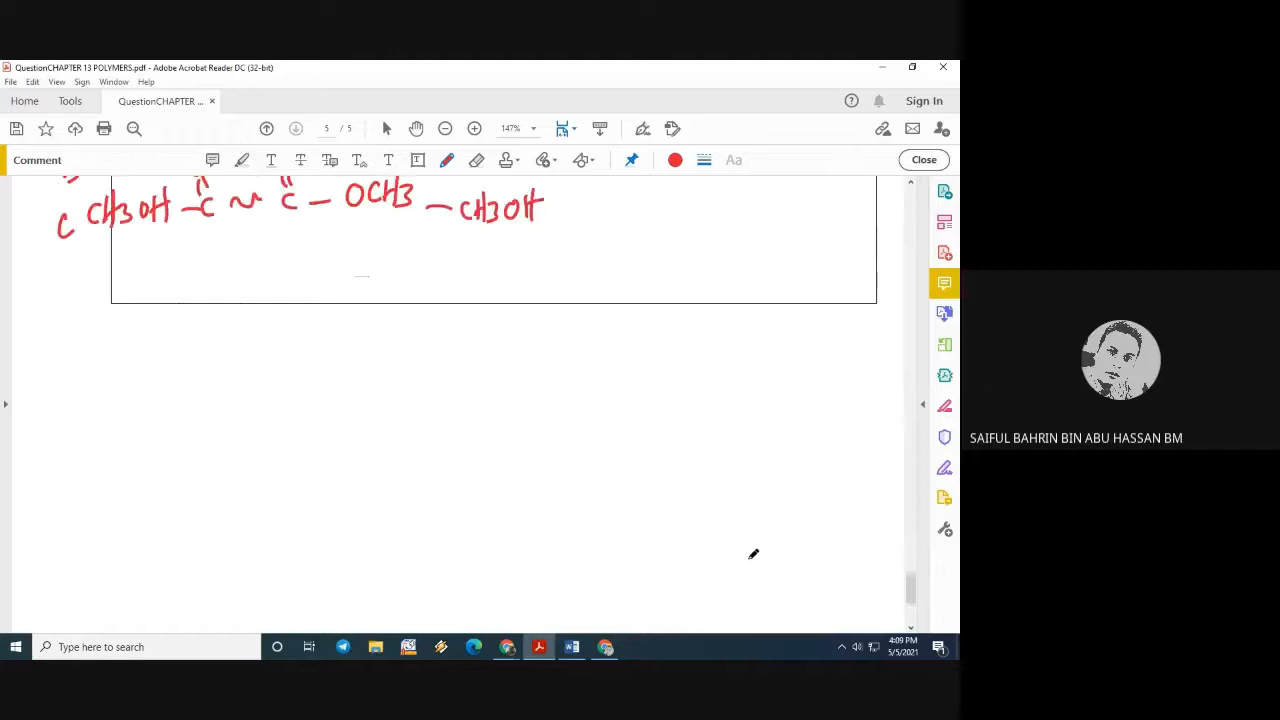 QuestionCHAPTER 13 POLYMERS.pdf - Adobe Acrobat Reader DC (32-bit)
File Edit View Sign Window Help
Home Tools QuestionCHAPTER ... × Sign In
5 / 5 147%
Comment Aa Close
C CH3OH - C ~ C - OCH3 - CH3OH
SAIFUL BAHRIN BIN ABU HASSAN BM
Type here to search
4:09 PM
5/5/2021